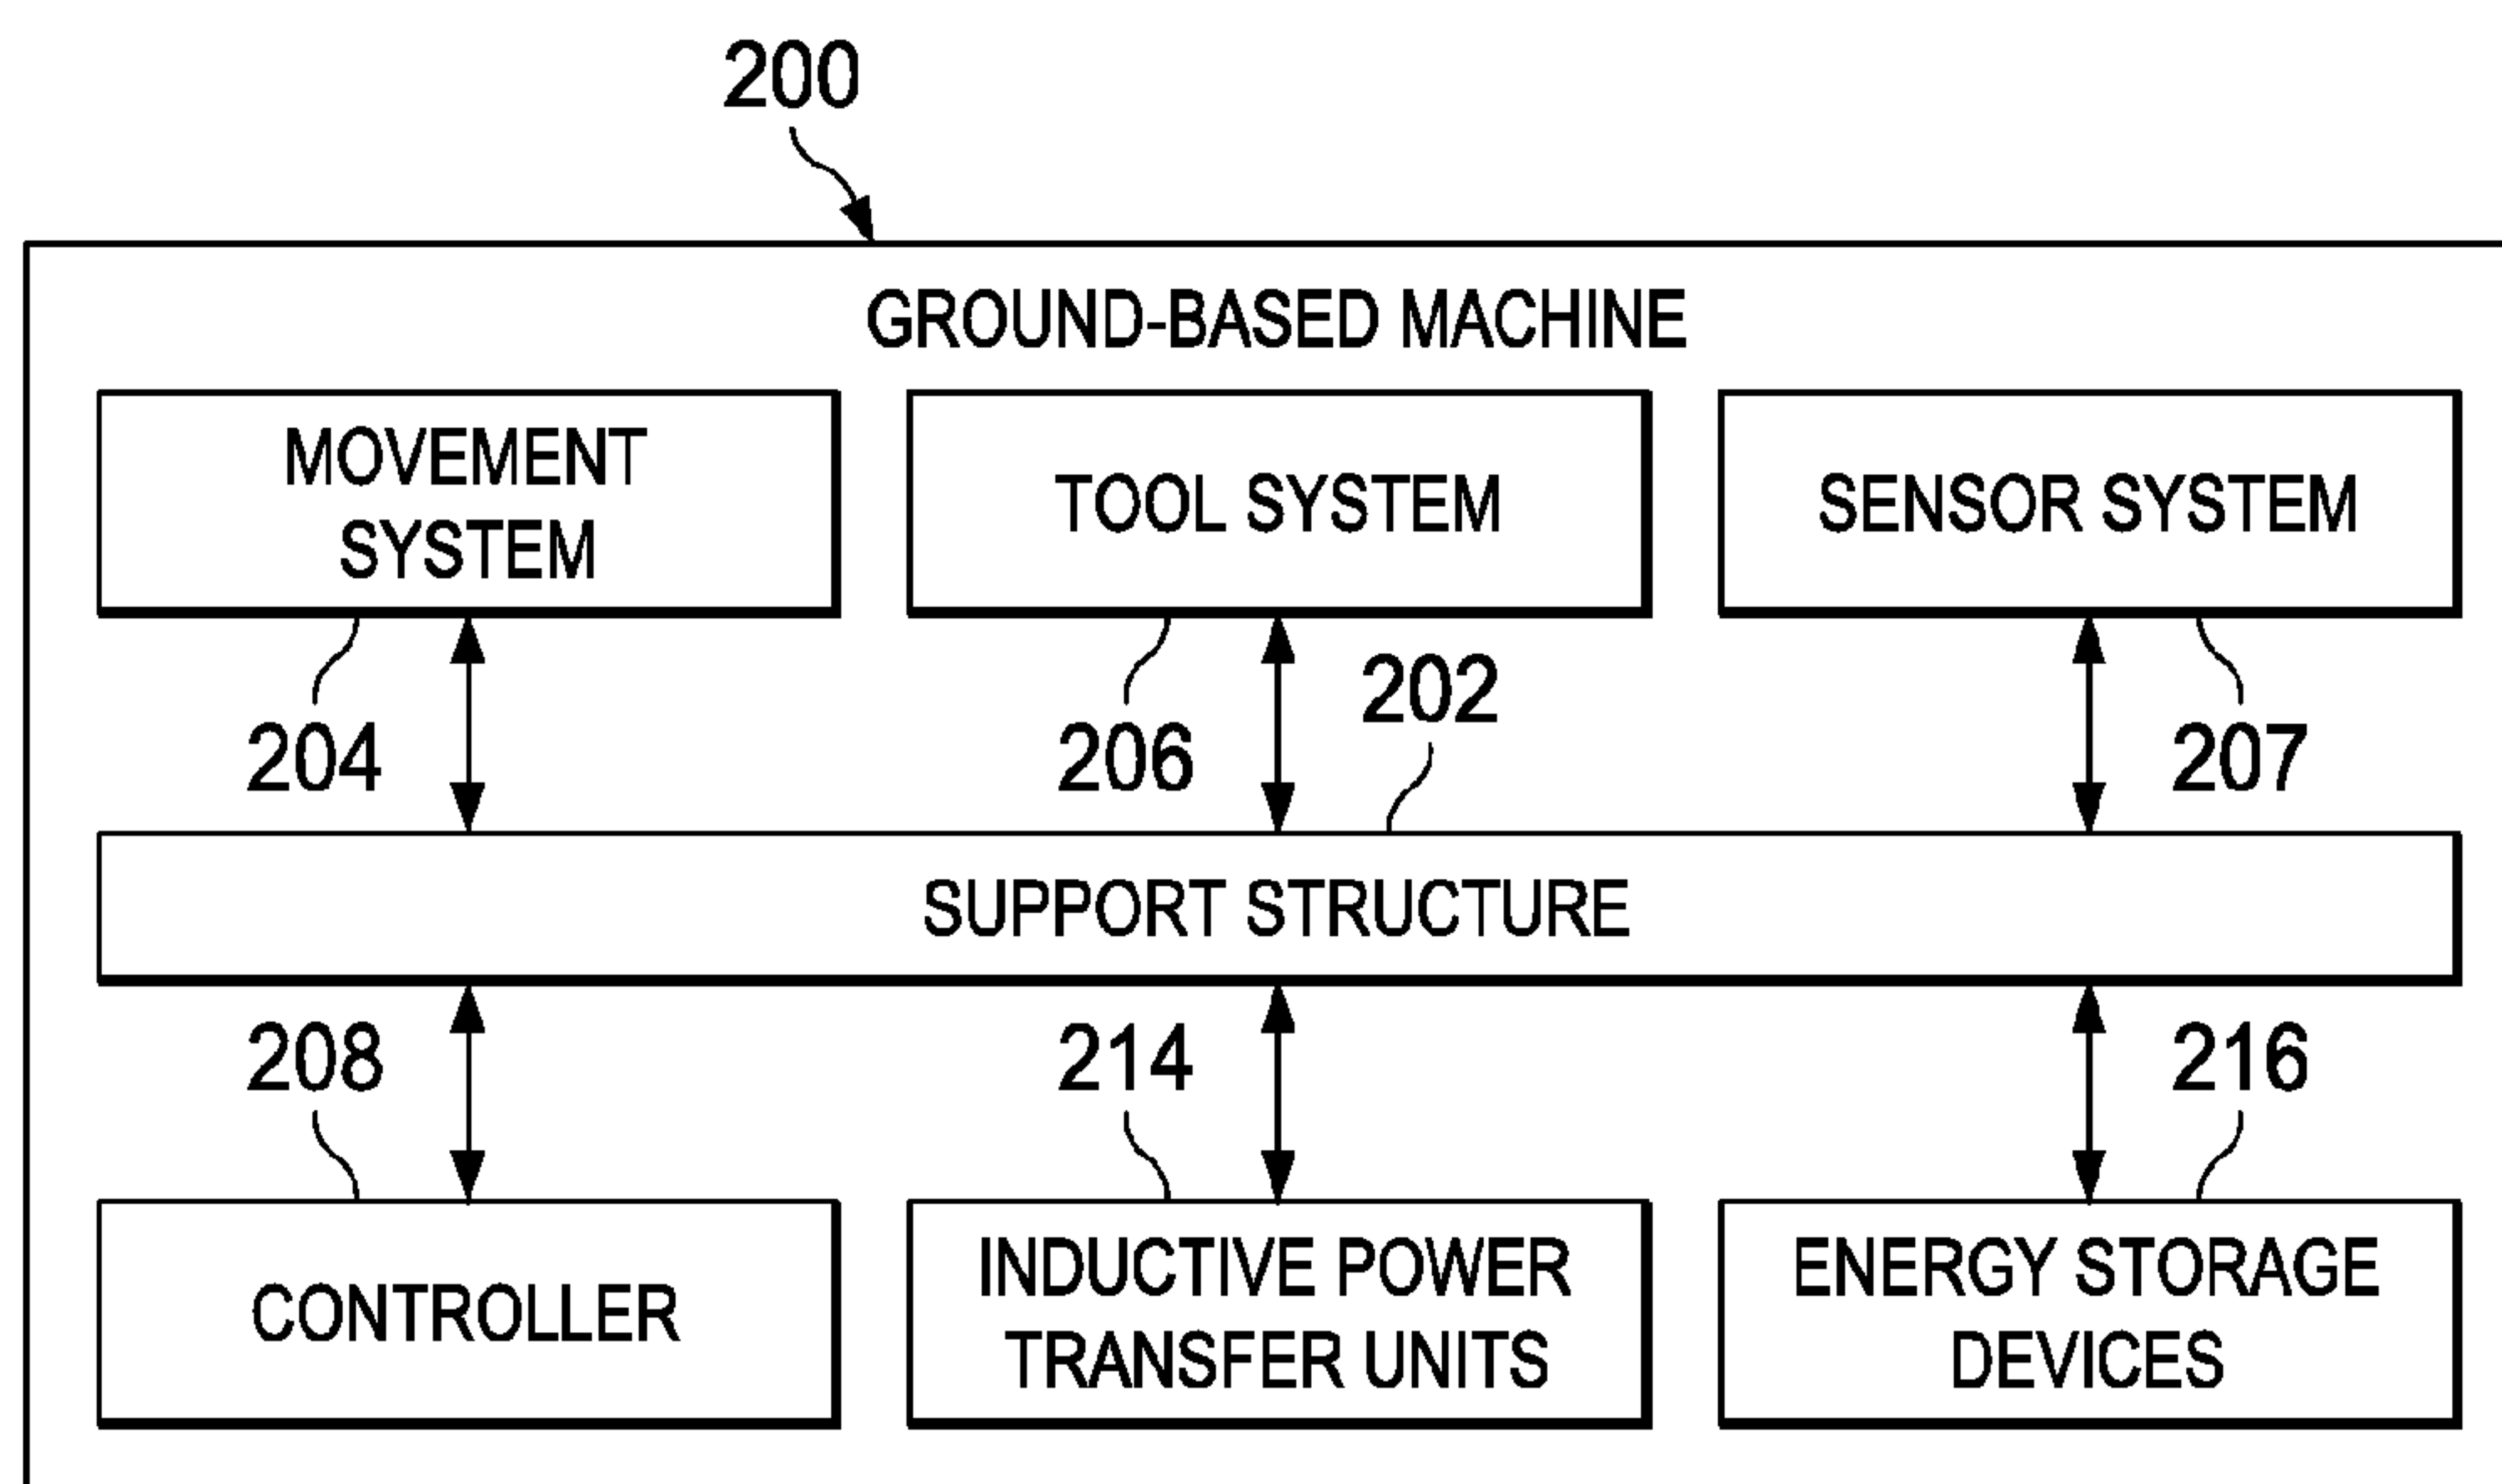 200
GROUND-BASED MACHINE
MOVEMENT
SYSTEM
TOOL SYSTEM
SENSOR SYSTEM
204
206
202
207
SUPPORT STRUCTURE
208
214
216
CONTROLLER
INDUCTIVE POWER
TRANSFER UNITS
ENERGY STORAGE
DEVICES